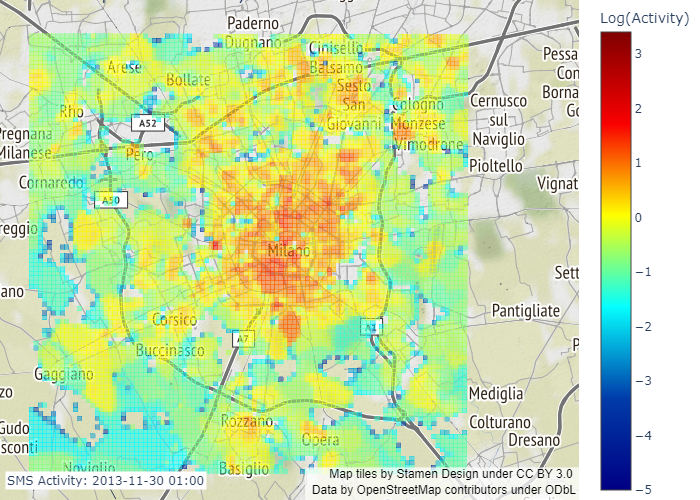 Paderno
Dugnano
Cinisello
Balsamo
Arese
Bollate
Sesto
San
Giovanni
Rho
A52
Cologno
Monzese
Vimodrone
Cernusco
sul
Naviglio
Pessa
Con
Borna
Go
Pregnana
Milanese
Pero
Pioltello
Cornaredo
A50
Vignat
reggio
Milano
Sett
ano
Pantigliate
Corsico
A7
A1
Buccinasco
P
Gaggiano
zo
Mediglia
Gudo
sconti
Rozzano
Opera
Colturano
Dresano
Noviglio
Basiglio
SMS Activity: 2013-11-30 01:00
Map tiles by Stamen Design under CC BY 3.0
Data by OpenStreetMap contributors under ODbL
Log(Activity)
3
2
1
0
−1
−2
−3
−4
−5